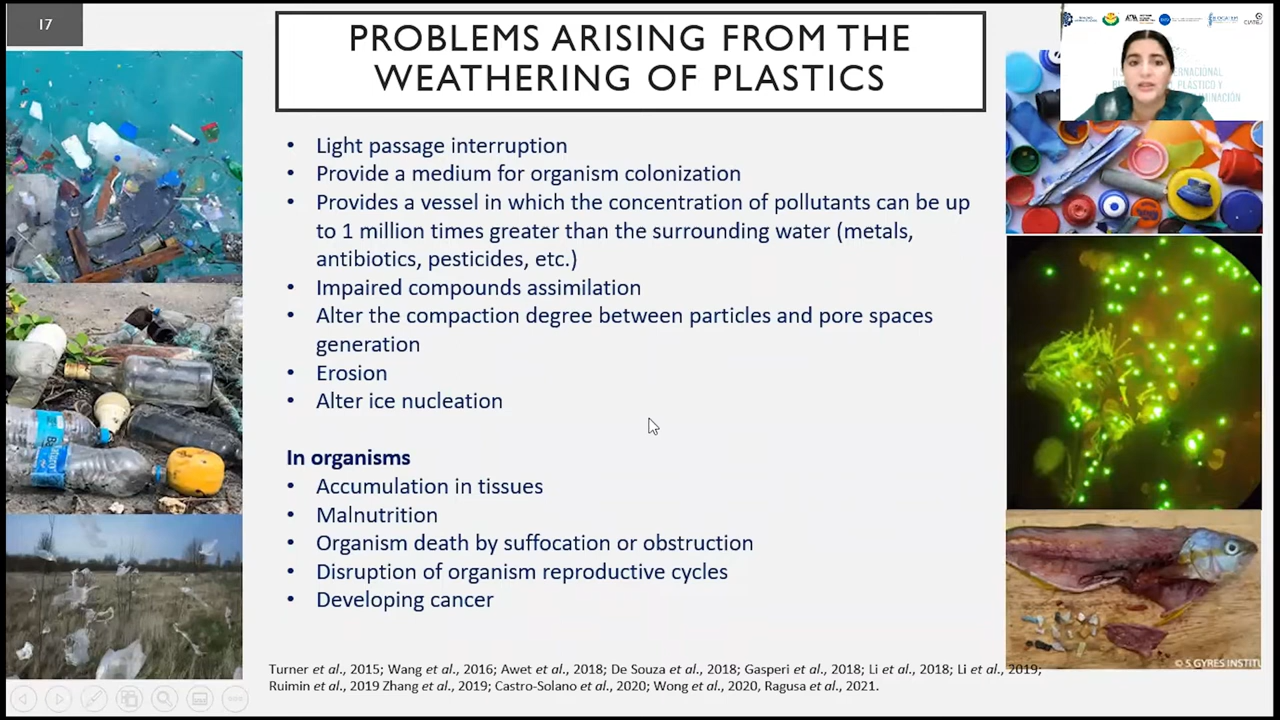 17
PROBLEMS ARISING FROM THE
WEATHERING OF PLASTICS
• Light passage interruption
• Provide a medium for organism colonization
• Provides a vessel in which the concentration of pollutants can be up
to 1 million times greater than the surrounding water (metals,
antibiotics, pesticides, etc.)
• Impaired compounds assimilation
• Alter the compaction degree between particles and pore spaces
generation
• Erosion
• Alter ice nucleation
In organisms
• Accumulation in tissues
• Malnutrition
• Organism death by suffocation or obstruction
• Disruption of organism reproductive cycles
• Developing cancer
Turner et al., 2015; Wang et al., 2016; Awet et al., 2018; De Souza et al., 2018; Gasperi et al., 2018; Li et al., 2018; Li et al., 2019;
Ruimin et al., 2019 Zhang et al., 2019; Castro-Solano et al., 2020; Wong et al., 2020, Ragusa et al., 2021.
PLÁSTICO Y
© 5 GYRES INSTITU